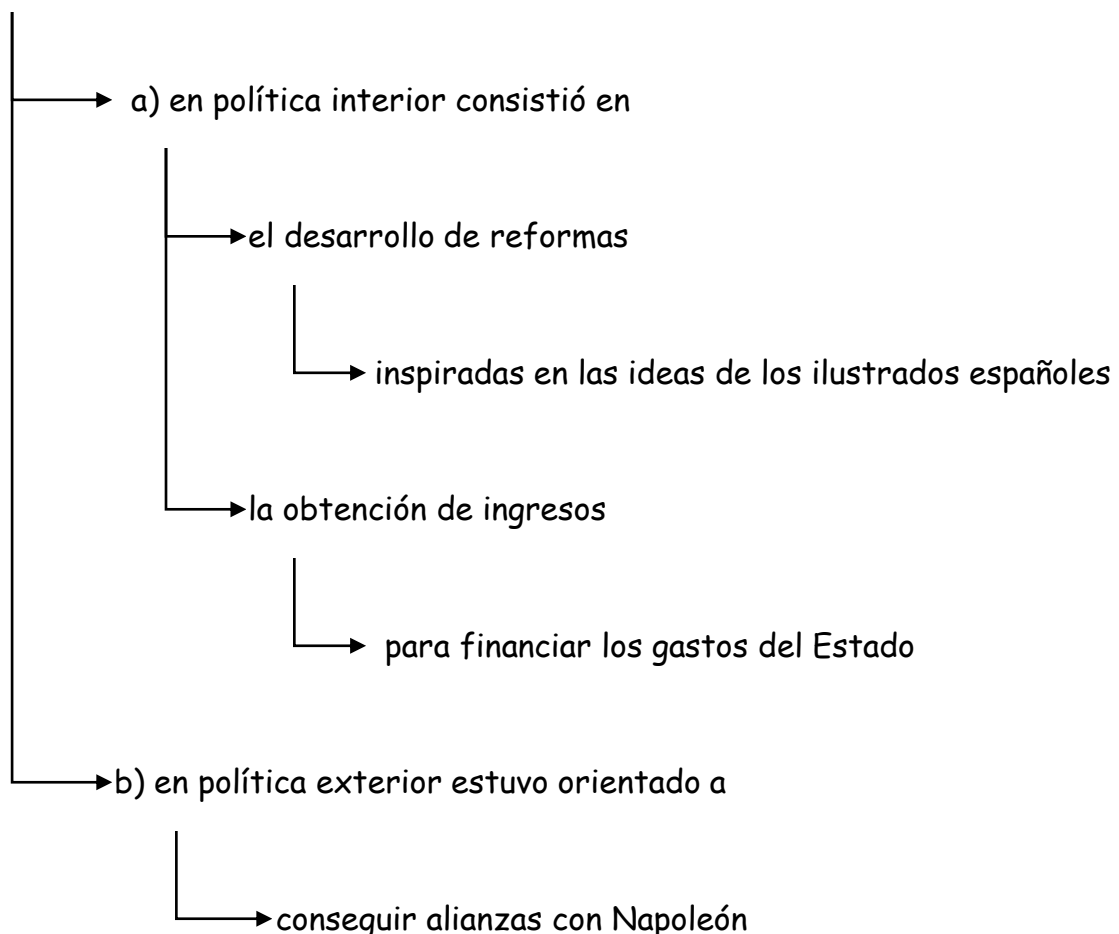 a) en política interior consistió en
el desarrollo de reformas
inspiradas en las ideas de los ilustrados españoles
la obtención de ingresos
para financiar los gastos del Estado
b) en política exterior estuvo orientado a
conseguir alianzas con Napoleón